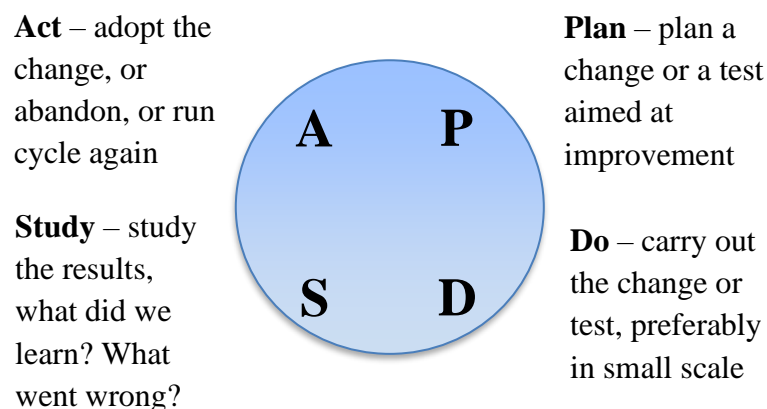 Act – adopt the
change, or
abandon, or run
cycle again
Plan – plan a
change or a test
aimed at
improvement
A P
Study – study
the results,
what did we
learn? What
went wrong?
Do – carry out
the change or
test, preferably
in small scale
S D